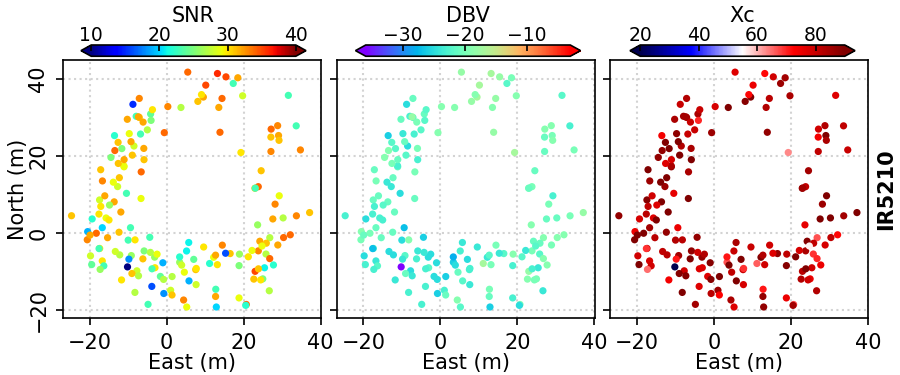 SNR DBV Xc
10 20 30 40 −30 −20 −10 20 40 60 80
40
20
0
−20
North (m)
−20 0 20 40 −20 0 20 40 −20 0 20 40
East (m) East (m) East (m)
IR5210